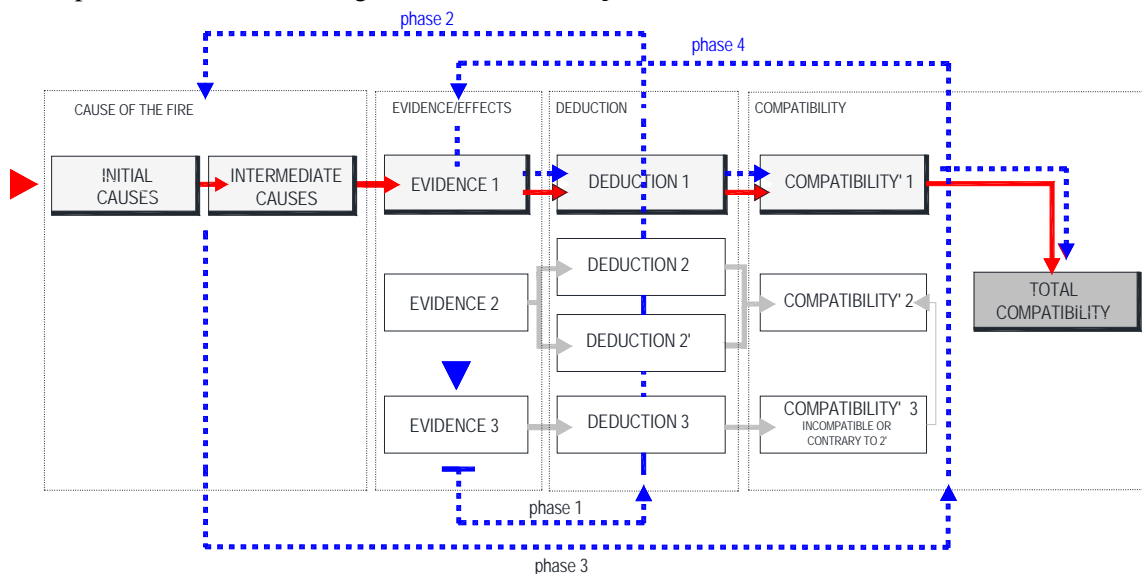 phase 2
phase 4
CAUSE OF THE FIRE
EVIDENCE/EFFECTS
DEDUCTION
COMPATIBILITY
INITIAL
CAUSES
INTERMEDIATE
CAUSES
EVIDENCE 1
DEDUCTION 1
COMPATIBILITY' 1
DEDUCTION 2
EVIDENCE 2
COMPATIBILITY' 2
TOTAL
COMPATIBILITY
DEDUCTION 2'
EVIDENCE 3
DEDUCTION 3
COMPATIBILITY' 3
INCOMPATIBLE OR
CONTRARY TO 2'
phase 1
phase 3